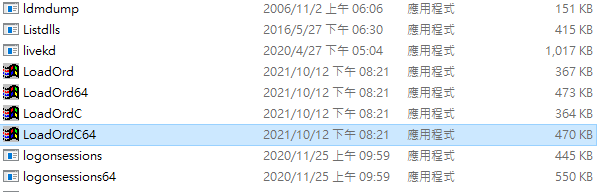 ldmdump 2006/11/2 上午 06:06 應用程式 151 KB
Listdlls 2016/5/27 下午 06:30 應用程式 415 KB
livekd 2020/4/27 下午 05:04 應用程式 1,017 KB
LoadOrd 2021/10/12 下午 08:21 應用程式 367 KB
LoadOrd64 2021/10/12 下午 08:21 應用程式 473 KB
LoadOrdC 2021/10/12 下午 08:21 應用程式 364 KB
LoadOrdC64 2021/10/12 下午 08:21 應用程式 470 KB
logonsessions 2020/11/25 上午 09:59 應用程式 445 KB
logonsessions64 2020/11/25 上午 09:59 應用程式 550 KB